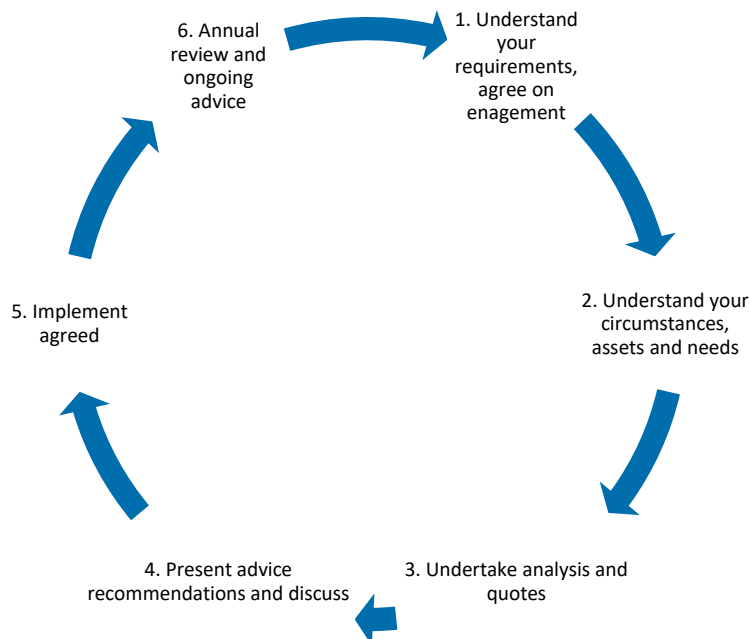 1. Understand
your
requirements,
agree on
enagement
2. Understand your
circumstances,
assets and needs
3. Undertake analysis and
quotes
4. Present advice
recommendations and discuss
5. Implement
agreed
6. Annual
review and
ongoing
advice